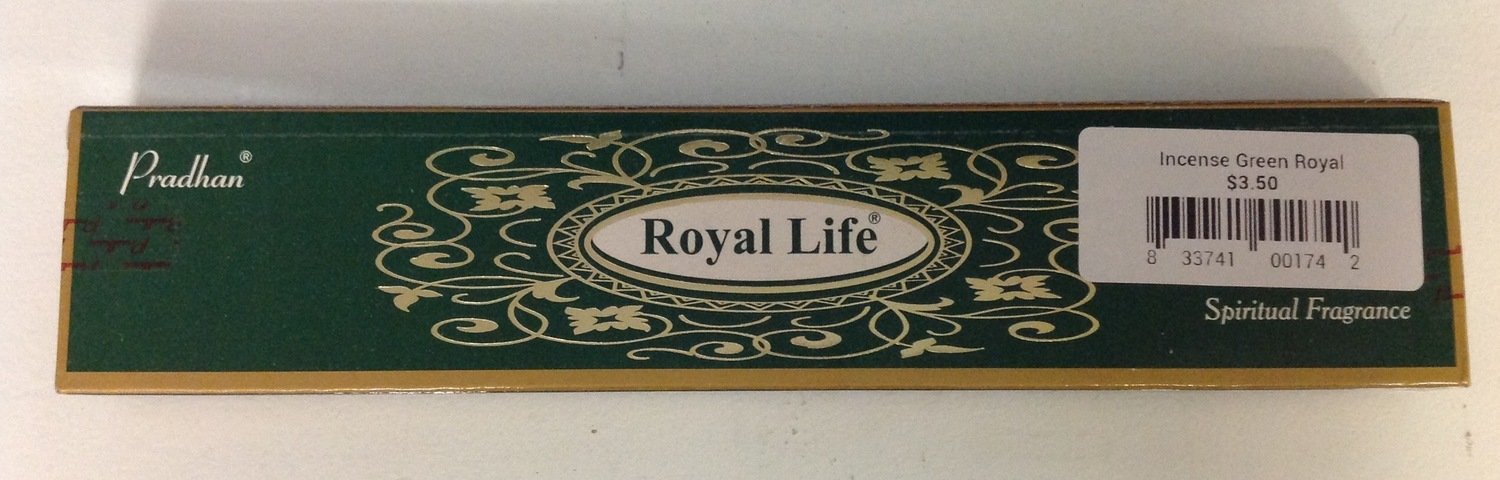 Pradhan®
Royal Life®
Incense Green Royal
$3.50
8 33741 00174 2
Spiritual Fragrance